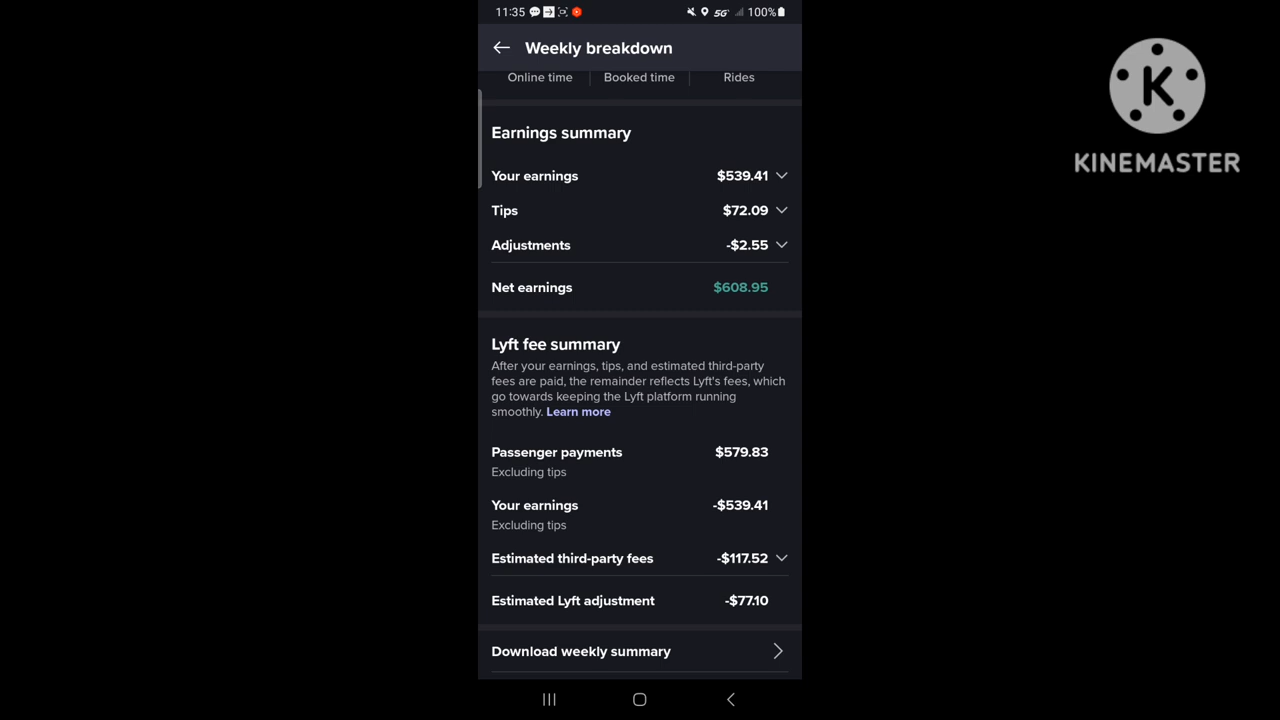 11:35 5G 100%
Weekly breakdown
Online time Booked time Rides
Earnings summary
Your earnings $539.41
Tips $72.09
Adjustments -$2.55
Net earnings $608.95
Lyft fee summary
After your earnings, tips, and estimated third-party
fees are paid, the remainder reflects Lyft's fees, which
go towards keeping the Lyft platform running
smoothly. Learn more
Passenger payments $579.83
Excluding tips
Your earnings -$539.41
Excluding tips
Estimated third-party fees -$117.52
Estimated Lyft adjustment -$77.10
Download weekly summary
K
KINEMASTER